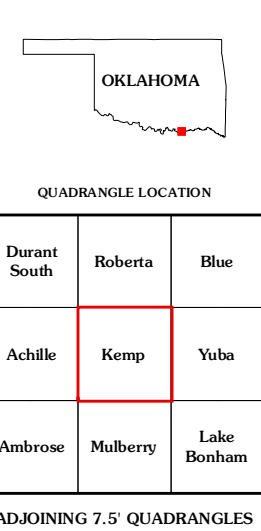 OKLAHOMA
QUADRANGLE LOCATION
Durant
South
Roberta
Blue
Achille
Kemp
Yuba
Ambrose
Mulberry
Lake
Bonham
ADJOINING 7.5' QUADRANGLES